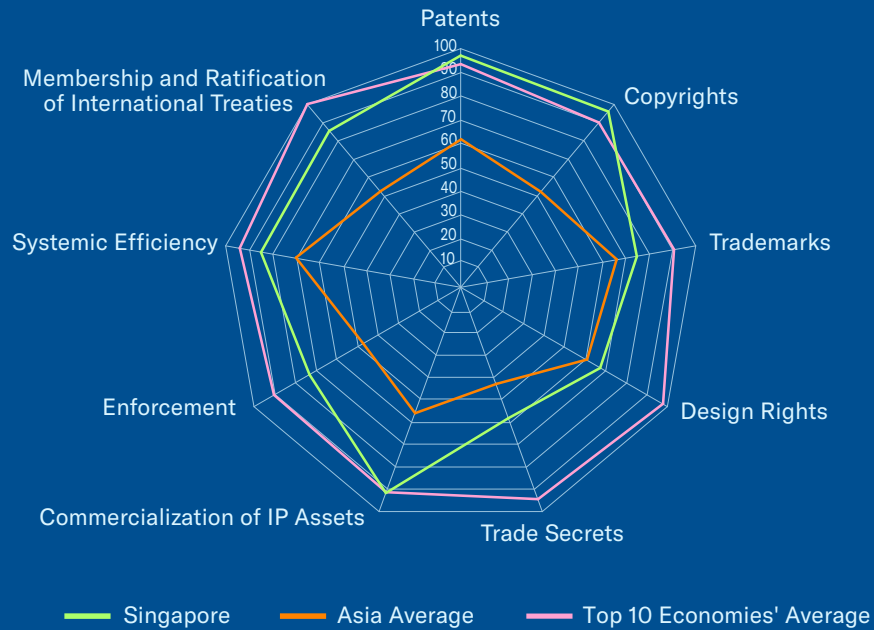 Patents
100
90
80
70
60
50
40
30
20
10
Membership and Ratification
of International Treaties
Copyrights
Systemic Efficiency
Trademarks
Enforcement
Design Rights
Commercialization of IP Assets
Trade Secrets
Singapore
Asia Average
Top 10 Economies' Average